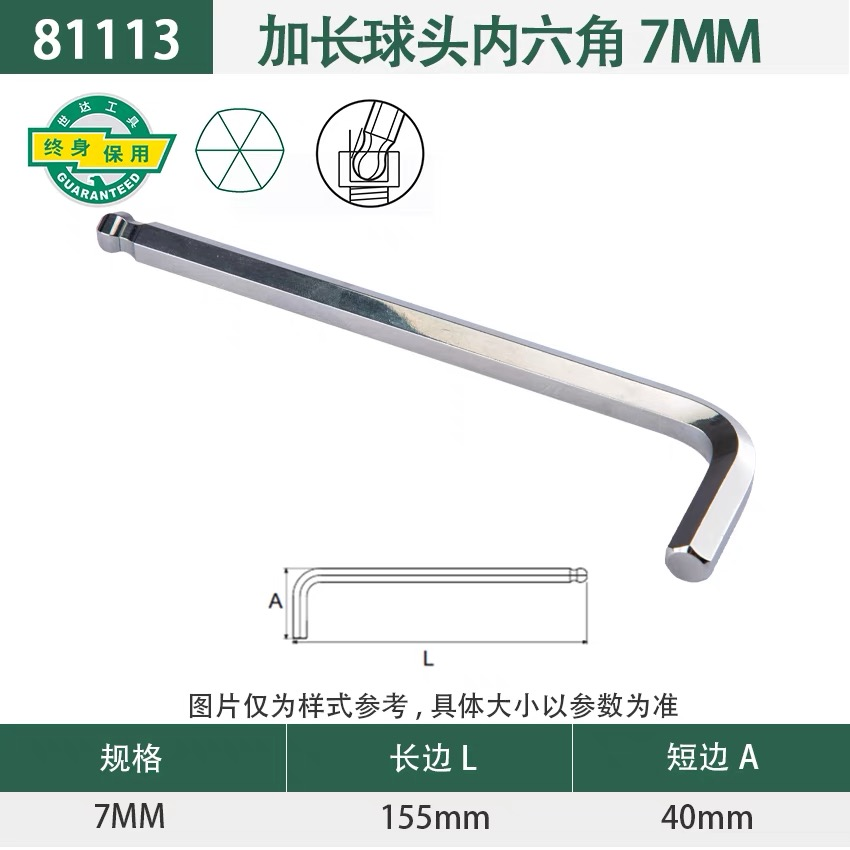 81113
加长球头内六角 7MM
世达工具
终身保用
GUARANTEED
A
L
图片仅为样式参考，具体大小以参数为准
规格 长边 L 短边 A
7MM 155mm 40mm